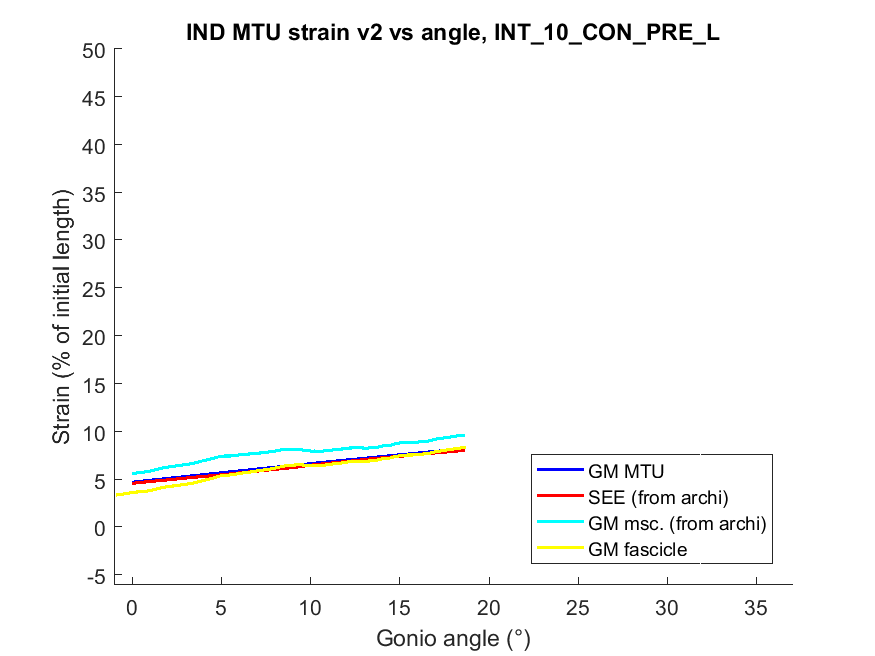 IND MTU strain v2 vs angle, INT_10_CON_PRE_L
50
45
40
35
30
25
20
15
10
5
0
-5
Strain (% of initial length)
GM MTU
SEE (from archi)
GM msc. (from archi)
GM fascicle
0 5 10 15 20 25 30 35
Gonio angle (°)